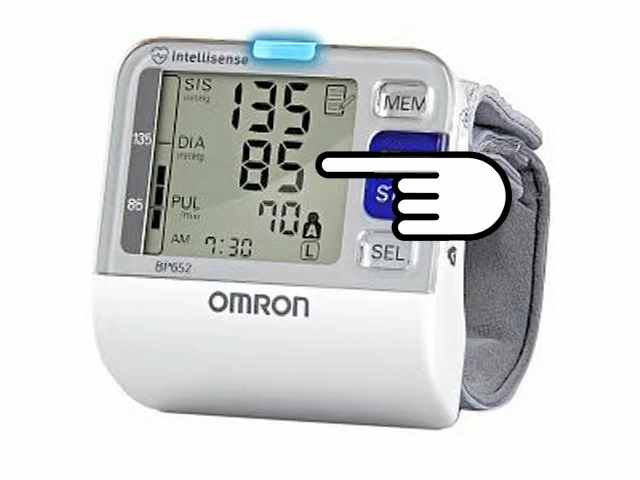 Intellisense
SIS 135
mmHg
MEM
135
DIA 85
mmHg
ST
PUL 70
/min
A
85
AM 7:30 L
SEL
BP652
OMRON